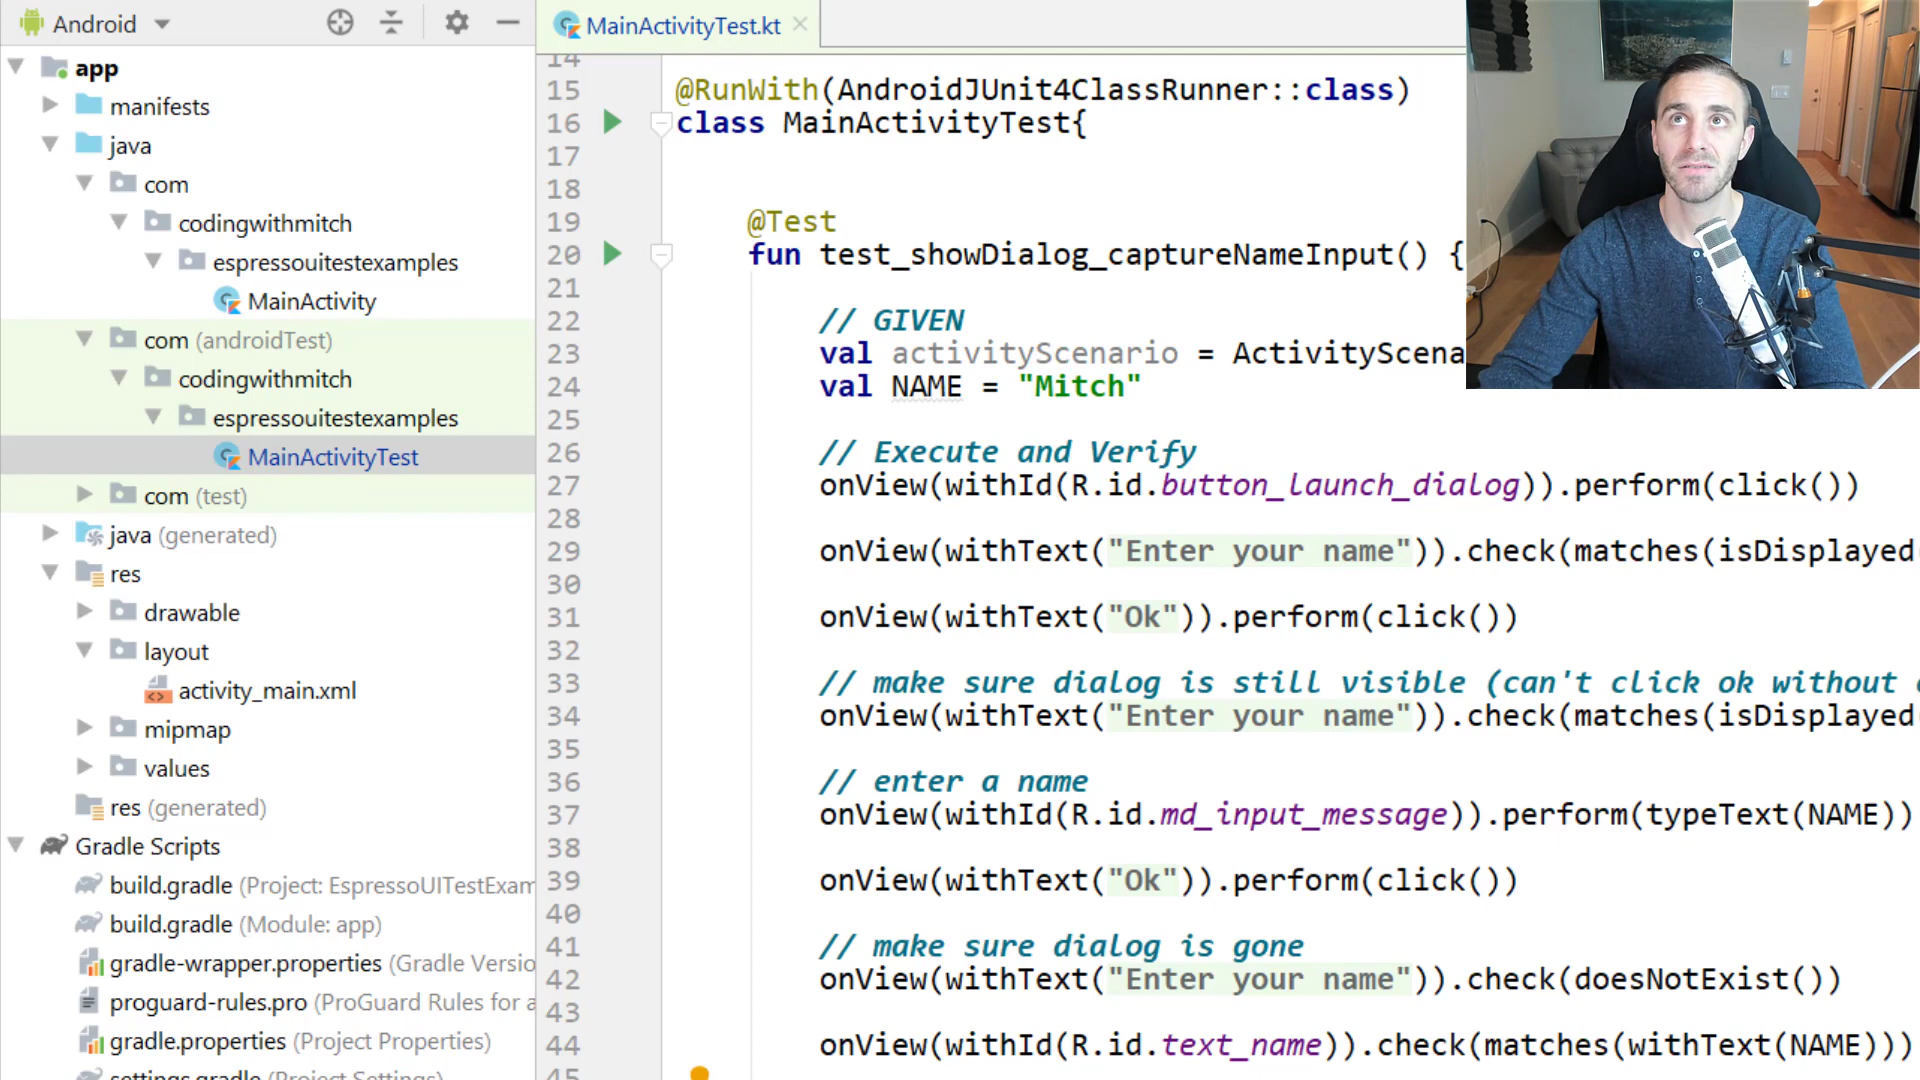 Android
app
manifests
java
com
codingwithmitch
espressouitestexamples
MainActivity
com (androidTest)
codingwithmitch
espressouitestexamples
MainActivityTest
com (test)
java (generated)
res
drawable
layout
activity_main.xml
mipmap
values
res (generated)
Gradle Scripts
build.gradle (Project: EspressoUITestExam
build.gradle (Module: app)
gradle-wrapper.properties (Gradle Versio
proguard-rules.pro (ProGuard Rules for a
gradle.properties (Project Properties)
settings.gradle (Project Settings)
MainActivityTest.kt
14
15 @RunWith(AndroidJUnit4ClassRunner::class)
16 class MainActivityTest{
17
18
19 @Test
20 fun test_showDialog_captureNameInput() {
21
22 // GIVEN
23 val activityScenario = ActivityScena
24 val NAME = "Mitch"
25
26 // Execute and Verify
27 onView(withId(R.id.button_launch_dialog)).perform(click())
28
29 onView(withText("Enter your name")).check(matches(isDisplayed(
30
31 onView(withText("Ok")).perform(click())
32
33 // make sure dialog is still visible (can't click ok without
34 onView(withText("Enter your name")).check(matches(isDisplayed(
35
36 // enter a name
37 onView(withId(R.id.md_input_message)).perform(typeText(NAME))
38
39 onView(withText("Ok")).perform(click())
40
41 // make sure dialog is gone
42 onView(withText("Enter your name")).check(doesNotExist())
43
44 onView(withId(R.id.text_name)).check(matches(withText(NAME)))
45